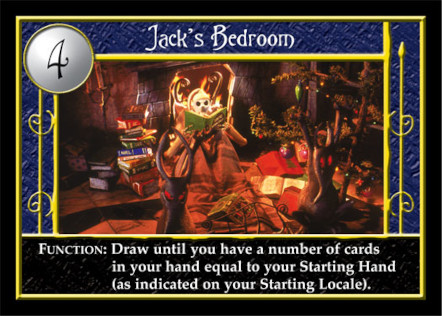 Jack's Bedroom
4
FUNCTION: Draw until you have a number of cards
in your hand equal to your Starting Hand
(as indicated on your Starting Locale).